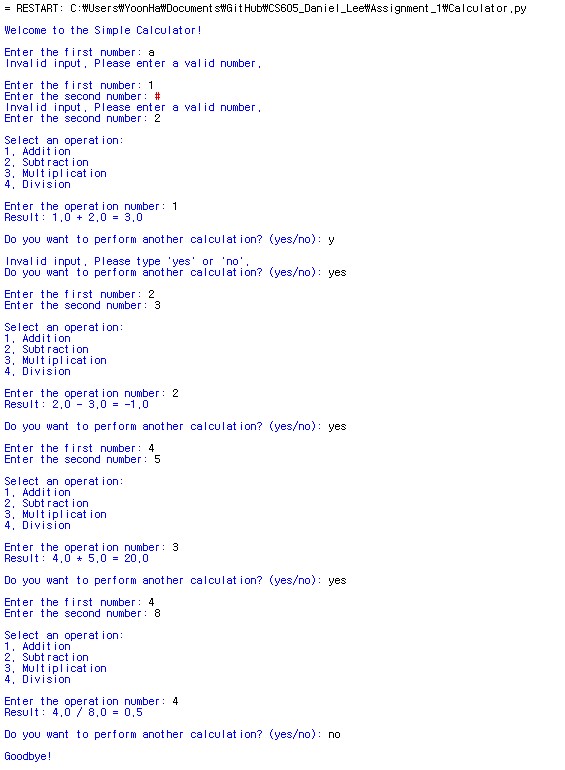 = RESTART: C:₩Users₩YoonHa₩Documents₩GitHub₩CS605_Daniel_Lee₩Assignment_1₩Calculator.py
Welcome to the Simple Calculator!
Enter the first number: a
Invalid input. Please enter a valid number.
Enter the first number: 1
Enter the second number: #
Invalid input. Please enter a valid number.
Enter the second number: 2
Select an operation:
1. Addition
2. Subtraction
3. Multiplication
4. Division
Enter the operation number: 1
Result: 1.0 + 2.0 = 3.0
Do you want to perform another calculation? (yes/no): y
Invalid input. Please type 'yes' or 'no'.
Do you want to perform another calculation? (yes/no): yes
Enter the first number: 2
Enter the second number: 3
Select an operation:
1. Addition
2. Subtraction
3. Multiplication
4. Division
Enter the operation number: 2
Result: 2.0 - 3.0 = -1.0
Do you want to perform another calculation? (yes/no): yes
Enter the first number: 4
Enter the second number: 5
Select an operation:
1. Addition
2. Subtraction
3. Multiplication
4. Division
Enter the operation number: 3
Result: 4.0 * 5.0 = 20.0
Do you want to perform another calculation? (yes/no): yes
Enter the first number: 4
Enter the second number: 8
Select an operation:
1. Addition
2. Subtraction
3. Multiplication
4. Division
Enter the operation number: 4
Result: 4.0 / 8.0 = 0.5
Do you want to perform another calculation? (yes/no): no
Goodbye!